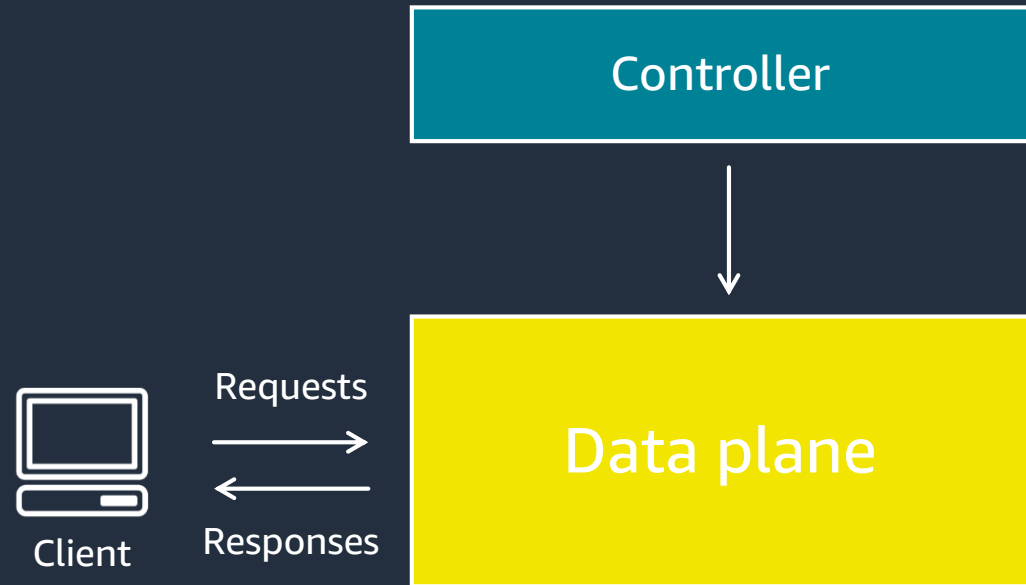 Controller
Requests
Data plane
Responses
Client